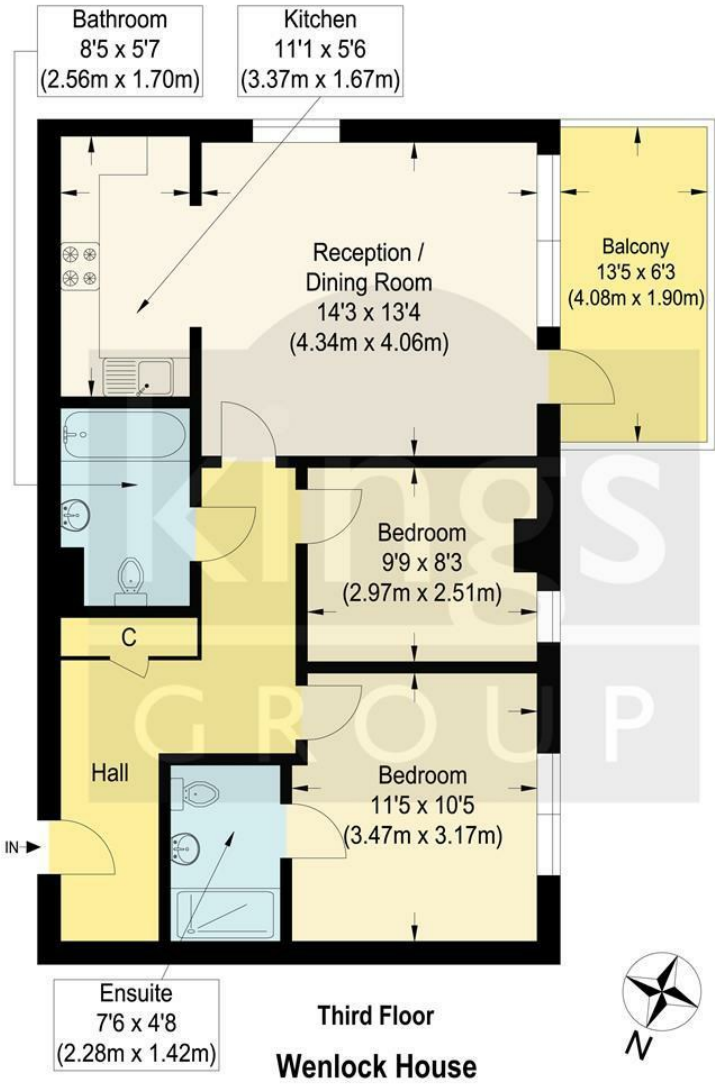 Bathroom
8'5 x 5'7
(2.56m x 1.70m)
Kitchen
11'1 x 5'6
(3.37m x 1.67m)
Reception /
Dining Room
14'3 x 13'4
(4.34m x 4.06m)
Balcony
13'5 x 6'3
(4.08m x 1.90m)
kings
GROUP
Bedroom
9'9 x 8'3
(2.97m x 2.51m)
C
Hall
Bedroom
11'5 x 10'5
(3.47m x 3.17m)
IN
Ensuite
7'6 x 4'8
(2.28m x 1.42m)
Third Floor
Wenlock House
N